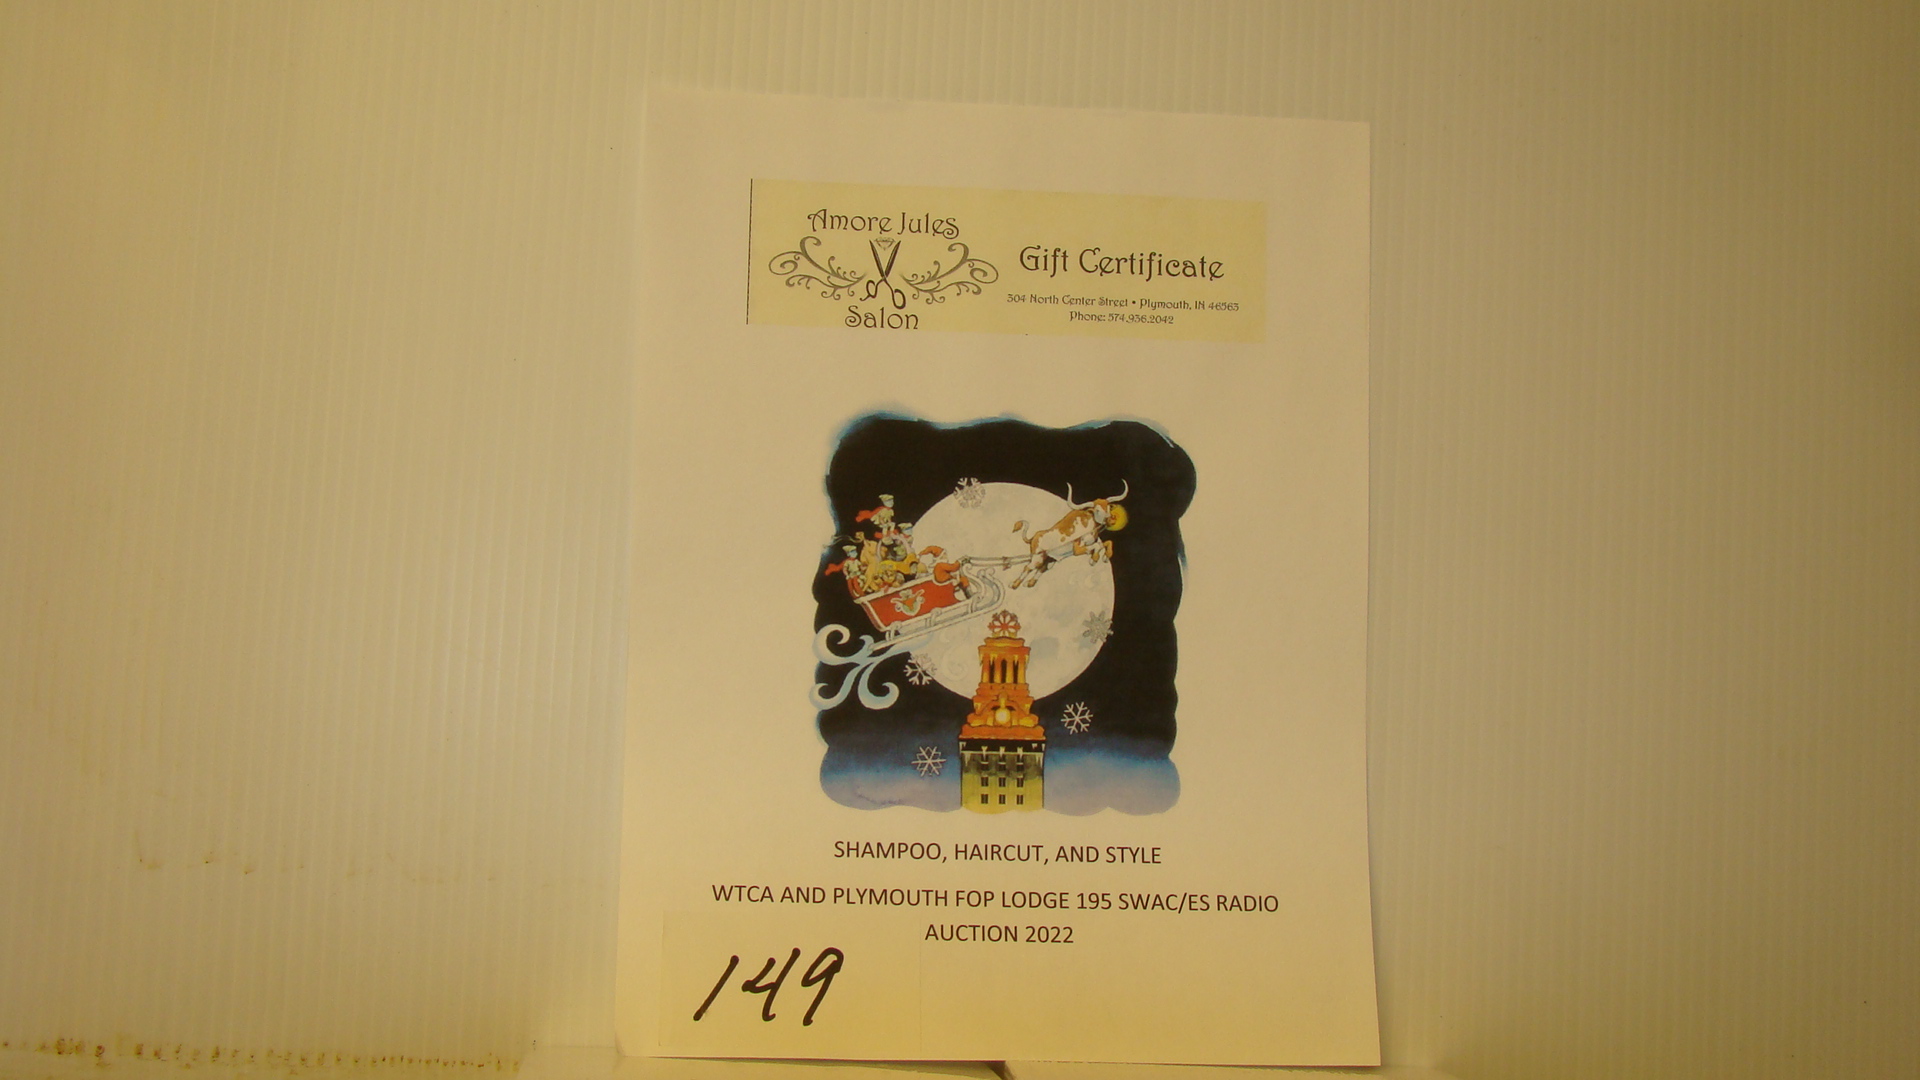 Amore Jules
Salon
Gift Certificate
304 North Center Street • Plymouth, IN 46563
Phone: 574.936.2042
SHAMPOO, HAIRCUT, AND STYLE
WTCA AND PLYMOUTH FOP LODGE 195 SWAC/ES RADIO
AUCTION 2022
149